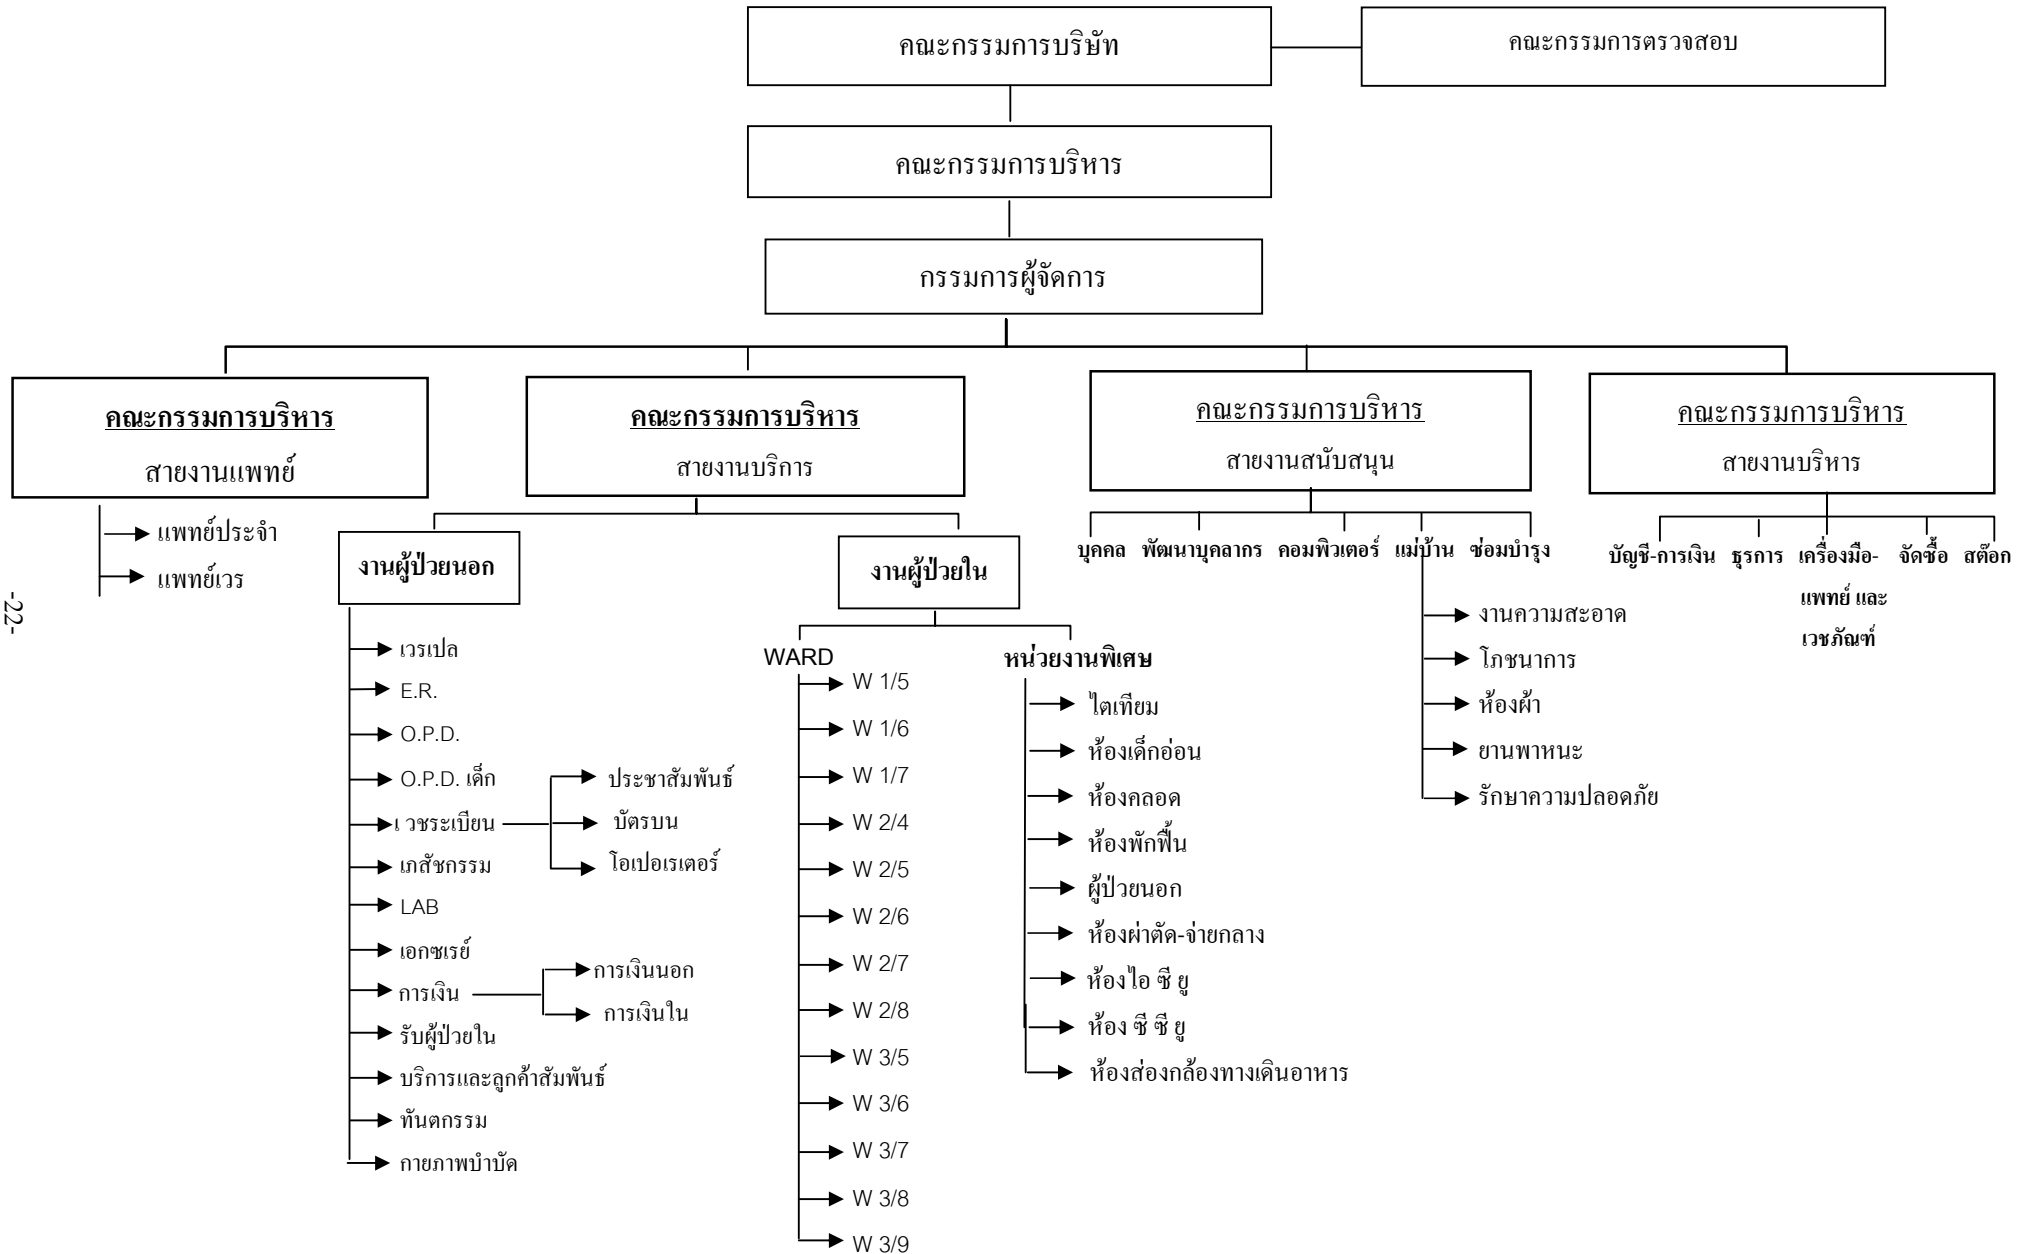 คณะกรรมการบริษัท
คณะกรรมการตรวจสอบ
คณะกรรมการบริหาร
กรรมการผู้จัดการ
คณะกรรมการบริหาร
สายงานแพทย์
แพทย์ประจำ
แพทย์เวร
คณะกรรมการบริหาร
สายงานบริการ
งานผู้ป่วยนอก
เวรเปล
E.R.
O.P.D.
O.P.D. เด็ก
เวชระเบียน
ประชาสัมพันธ์
บัตรบน
โอเปอเรเตอร์
เภสัชกรรม
LAB
เอกซเรย์
การเงิน
การเงินนอก
การเงินใน
รับผู้ป่วยใน
บริการและลูกค้าสัมพันธ์
ทันตกรรม
กายภาพบำบัด
งานผู้ป่วยใน
WARD
W 1/5
W 1/6
W 1/7
W 2/4
W 2/5
W 2/6
W 2/7
W 2/8
W 3/5
W 3/6
W 3/7
W 3/8
W 3/9
หน่วยงานพิเศษ
ไตเทียม
ห้องเด็กอ่อน
ห้องคลอด
ห้องพักฟื้น
ผู้ป่วยนอก
ห้องผ่าตัด-จ่ายกลาง
ห้องไอ ซี ยู
ห้อง ซี ซี ยู
ห้องส่องกล้องทางเดินอาหาร
คณะกรรมการบริหาร
สายงานสนับสนุน
บุคคล
พัฒนาบุคลากร
คอมพิวเตอร์
แม่บ้าน
ซ่อมบำรุง
งานความสะอาด
โภชนาการ
ห้องผ้า
ยานพาหนะ
รักษาความปลอดภัย
คณะกรรมการบริหาร
สายงานบริหาร
บัญชี-การเงิน
ธุรการ
เครื่องมือ-
แพทย์ และ
เวชภัณฑ์
จัดซื้อ
สต๊อก
-22-